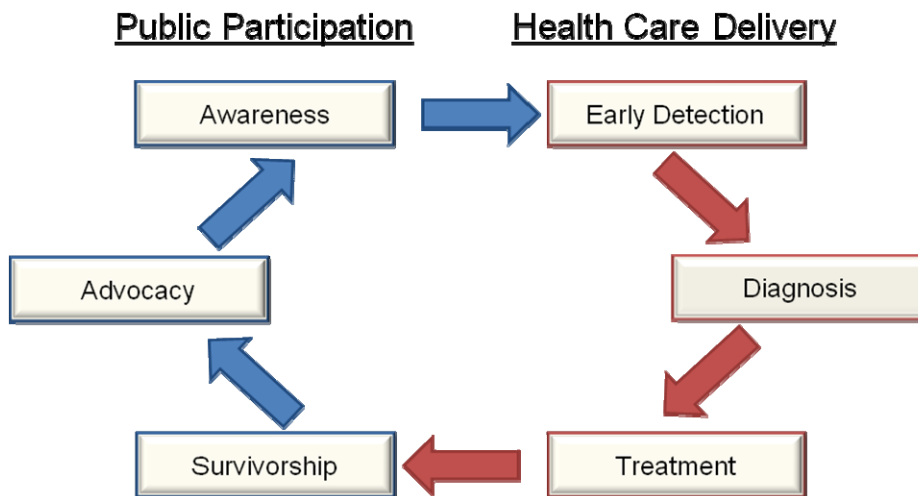 Public Participation
Health Care Delivery
Awareness
Early Detection
Advocacy
Diagnosis
Survivorship
Treatment